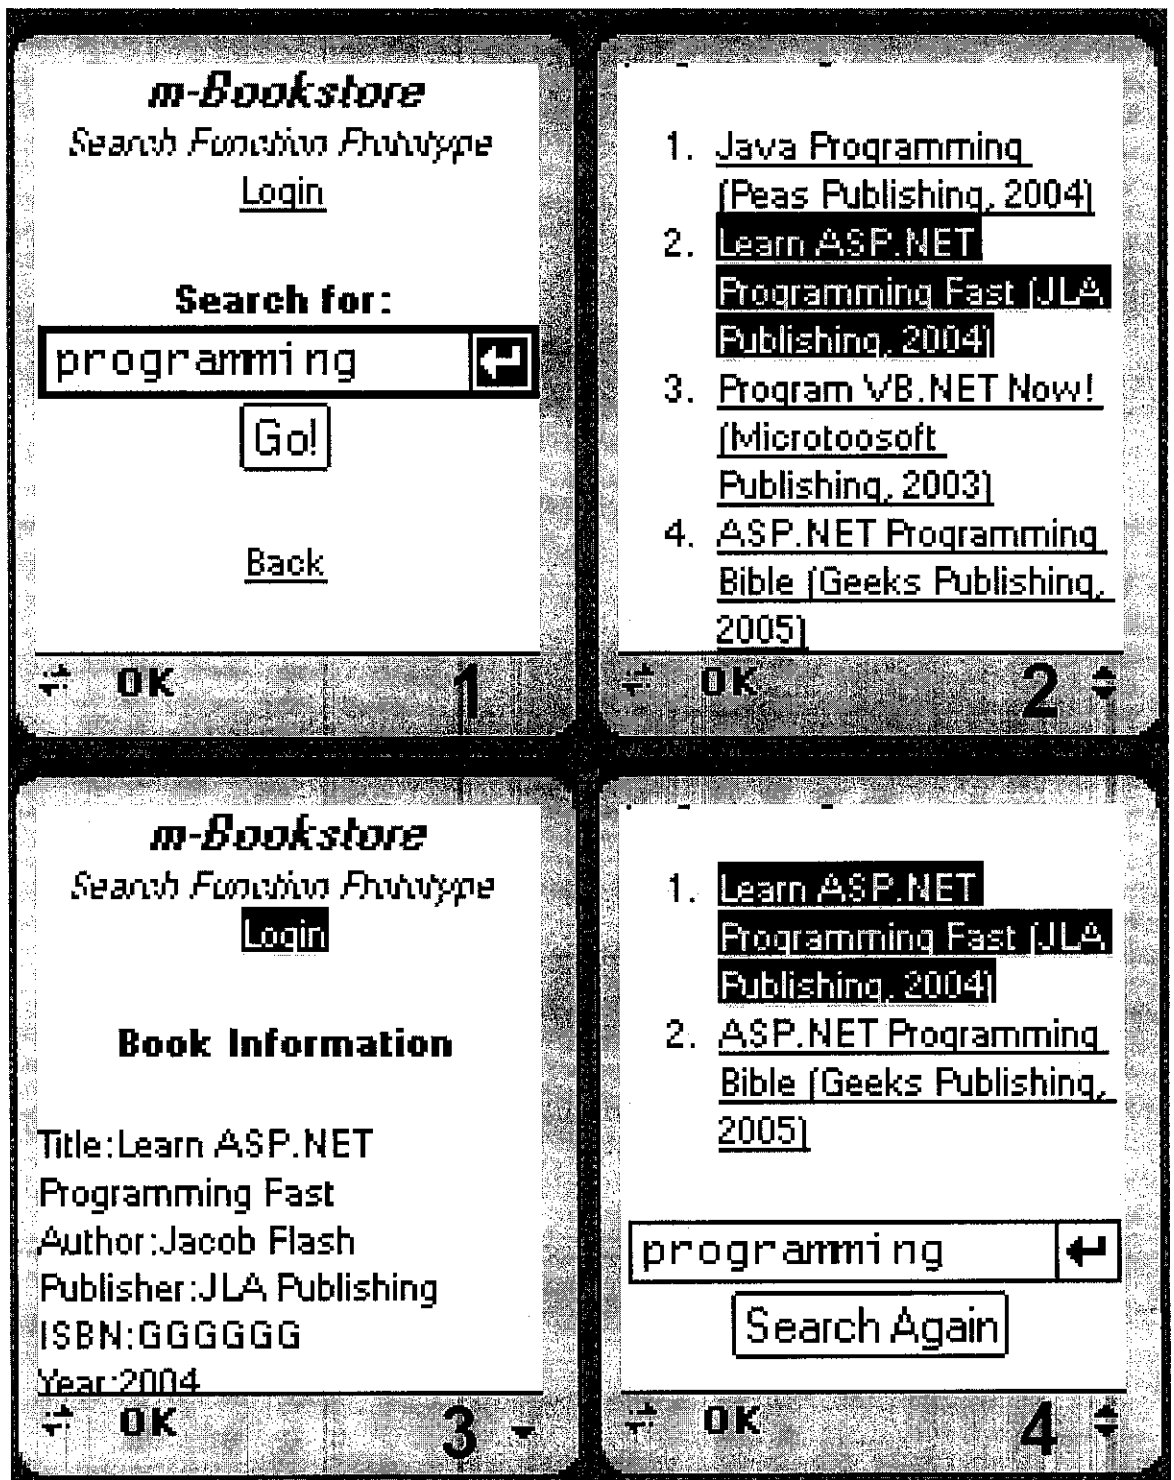 m-Bookstore
Search Function Prototype
Login
Search for:
programming
Go!
Back
OK
1
1. Java Programming
(Peas Publishing, 2004)
2. Learn ASP.NET
Programming Fast (JLA
Publishing, 2004)
3. Program VB.NET Now!
(Microtoosoft
Publishing, 2003)
4. ASP.NET Programming
Bible (Geeks Publishing,
2005)
OK
2
m-Bookstore
Search Function Prototype
Login
Book Information
Title:Learn ASP.NET
Programming Fast
Author:Jacob Flash
Publisher:JLA Publishing
ISBN:GGGGGG
Year:2004
OK
3
1. Learn ASP.NET
Programming Fast (JLA
Publishing, 2004)
2. ASP.NET Programming
Bible (Geeks Publishing,
2005)
programming
Search Again
OK
4